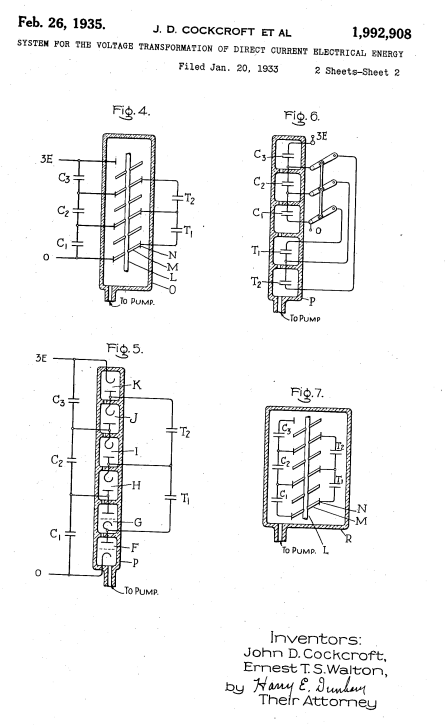 Feb. 26, 1935. J. D. COCKCROFT ET AL 1,992,908
SYSTEM FOR THE VOLTAGE TRANSFORMATION OF DIRECT CURRENT ELECTRICAL ENERGY
Filed Jan. 20, 1933 2 Sheets-Sheet 2
Fig. 4.
3E
C3
C2
C1
O
T2
T1
N
M
L
O
TO PUMP.
Fig. 6.
3E
C3
C2
C1
O
T1
T2
P
TO PUMP
Fig. 5.
3E
K
C3
J
T2
I
C2
H
T1
G
C1
F
P
O
TO PUMP.
Fig. 7.
C3
T2
C2
T1
C1
N
M
R
L
TO PUMP.
Inventors:
John D. Cockcroft,
Ernest T. S. Walton,
by Harry E. Dunham
Their Attorney